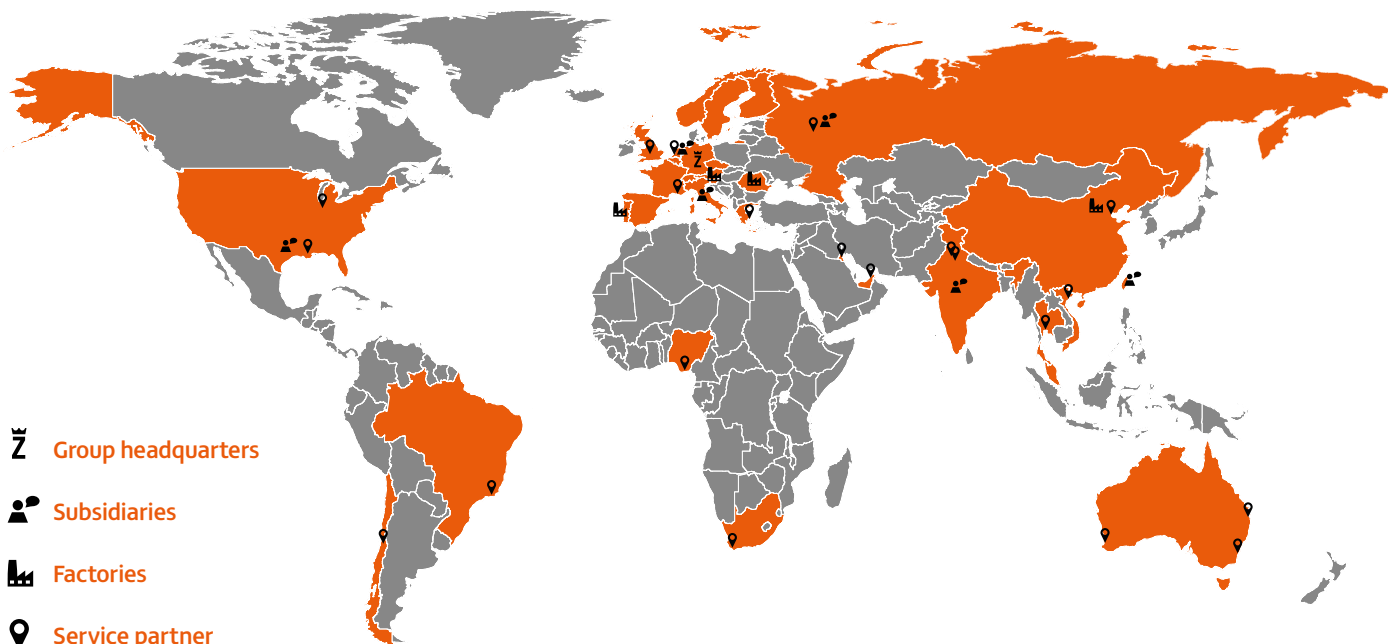 Ž Group headquarters
Subsidiaries
Factories
Service partner